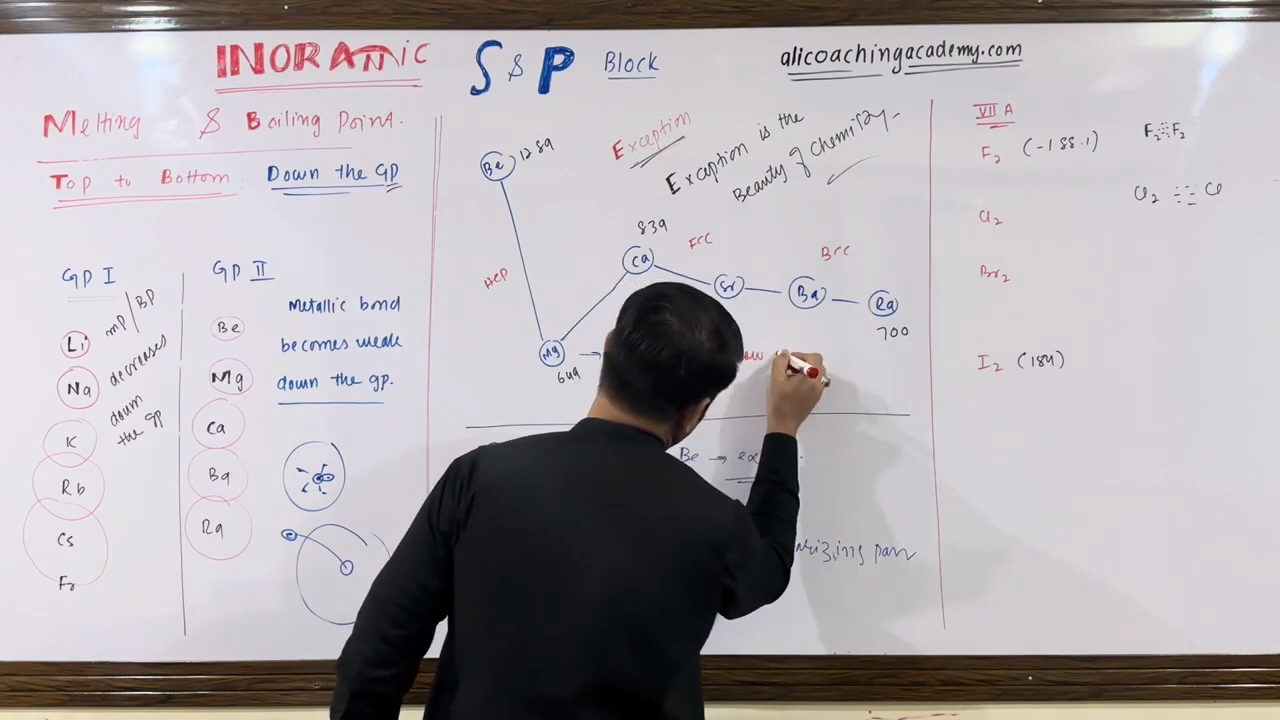 INORANIC S & P Block
alicoachingacademy.com
Melting & Boiling Point.
Top to Bottom: Down the GP
GP I
Li
Na
K
Rb
Cs
Fr
MP/BP
decreases
down
the GP
GP II
Be
Mg
Ca
Ba
Ra
Metallic bond
becomes weak
down the gp.
e
Exception
Exception is the
Beauty of Chemistry.
Be 1289
HCP
Mg →
649
839
Ca
FCC
Sr
BCC
Ba
Ra
700
Be →
VII A
F2 (-188.1)
Cl2
Br2
I2 (184)
F2 F2
Cl2 Cl